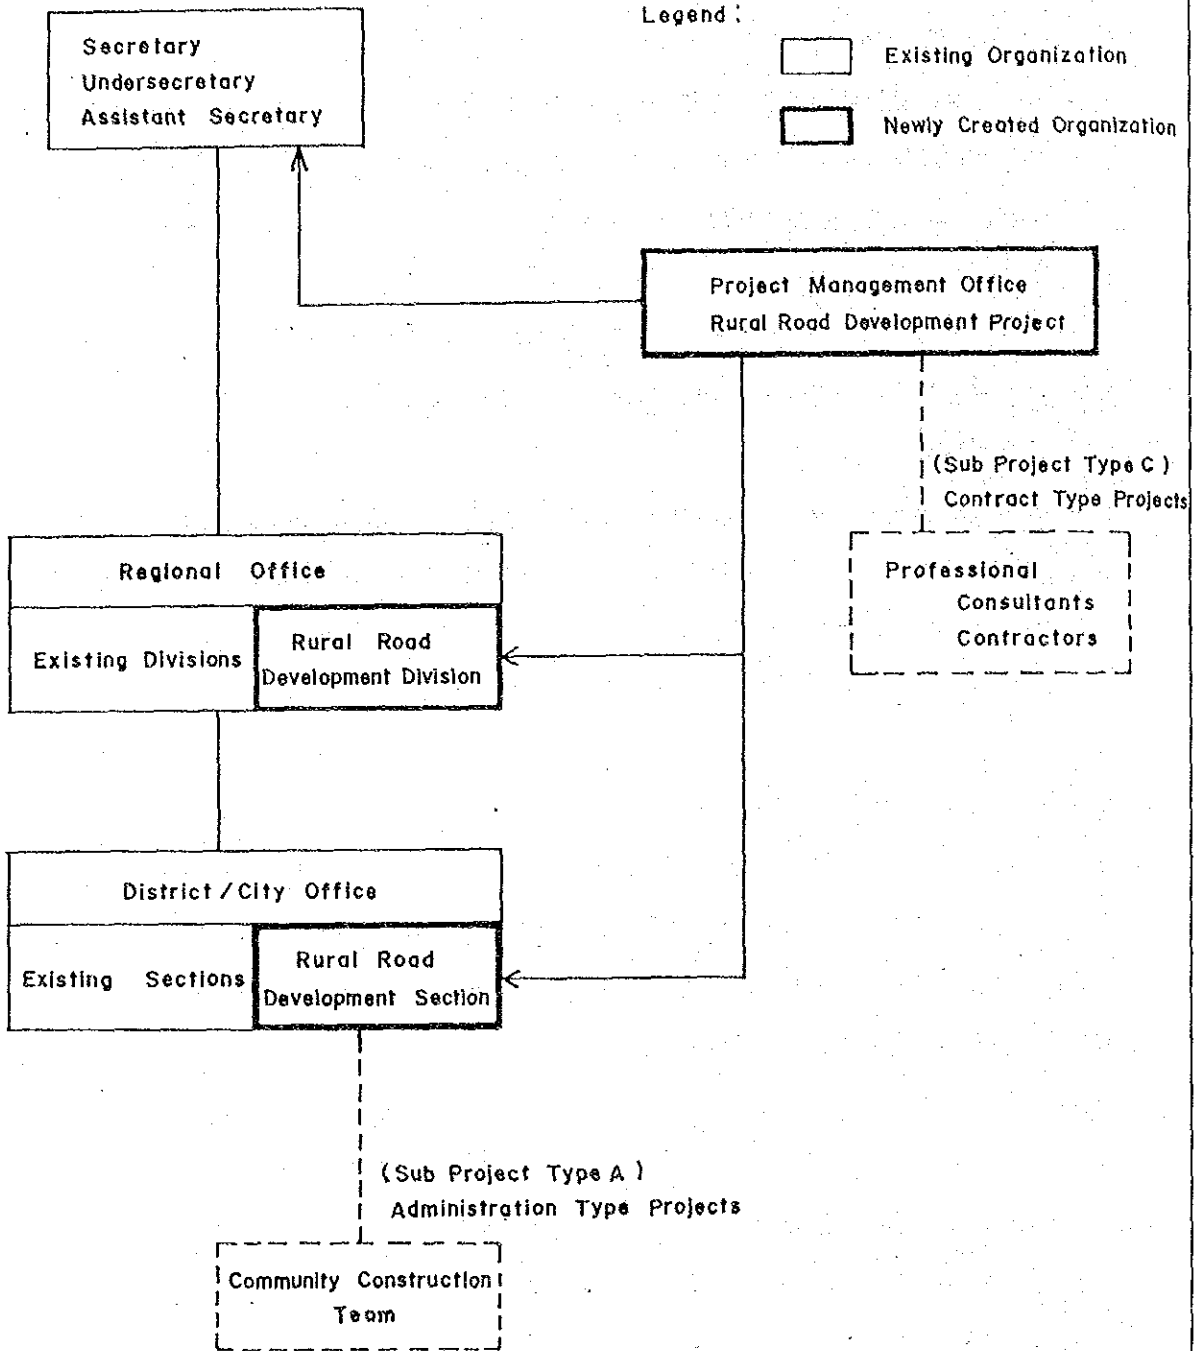 Legend :
Existing Organization
Newly Created Organization
Secretary
Undersecretary
Assistant Secretary
Project Management Office
Rural Road Development Project
(Sub Project Type C)
Contract Type Projects
Professional
Consultants
Contractors
Regional Office
Existing Divisions
Rural Road
Development Division
District / City Office
Existing Sections
Rural Road
Development Section
(Sub Project Type A)
Administration Type Projects
Community Construction
Team